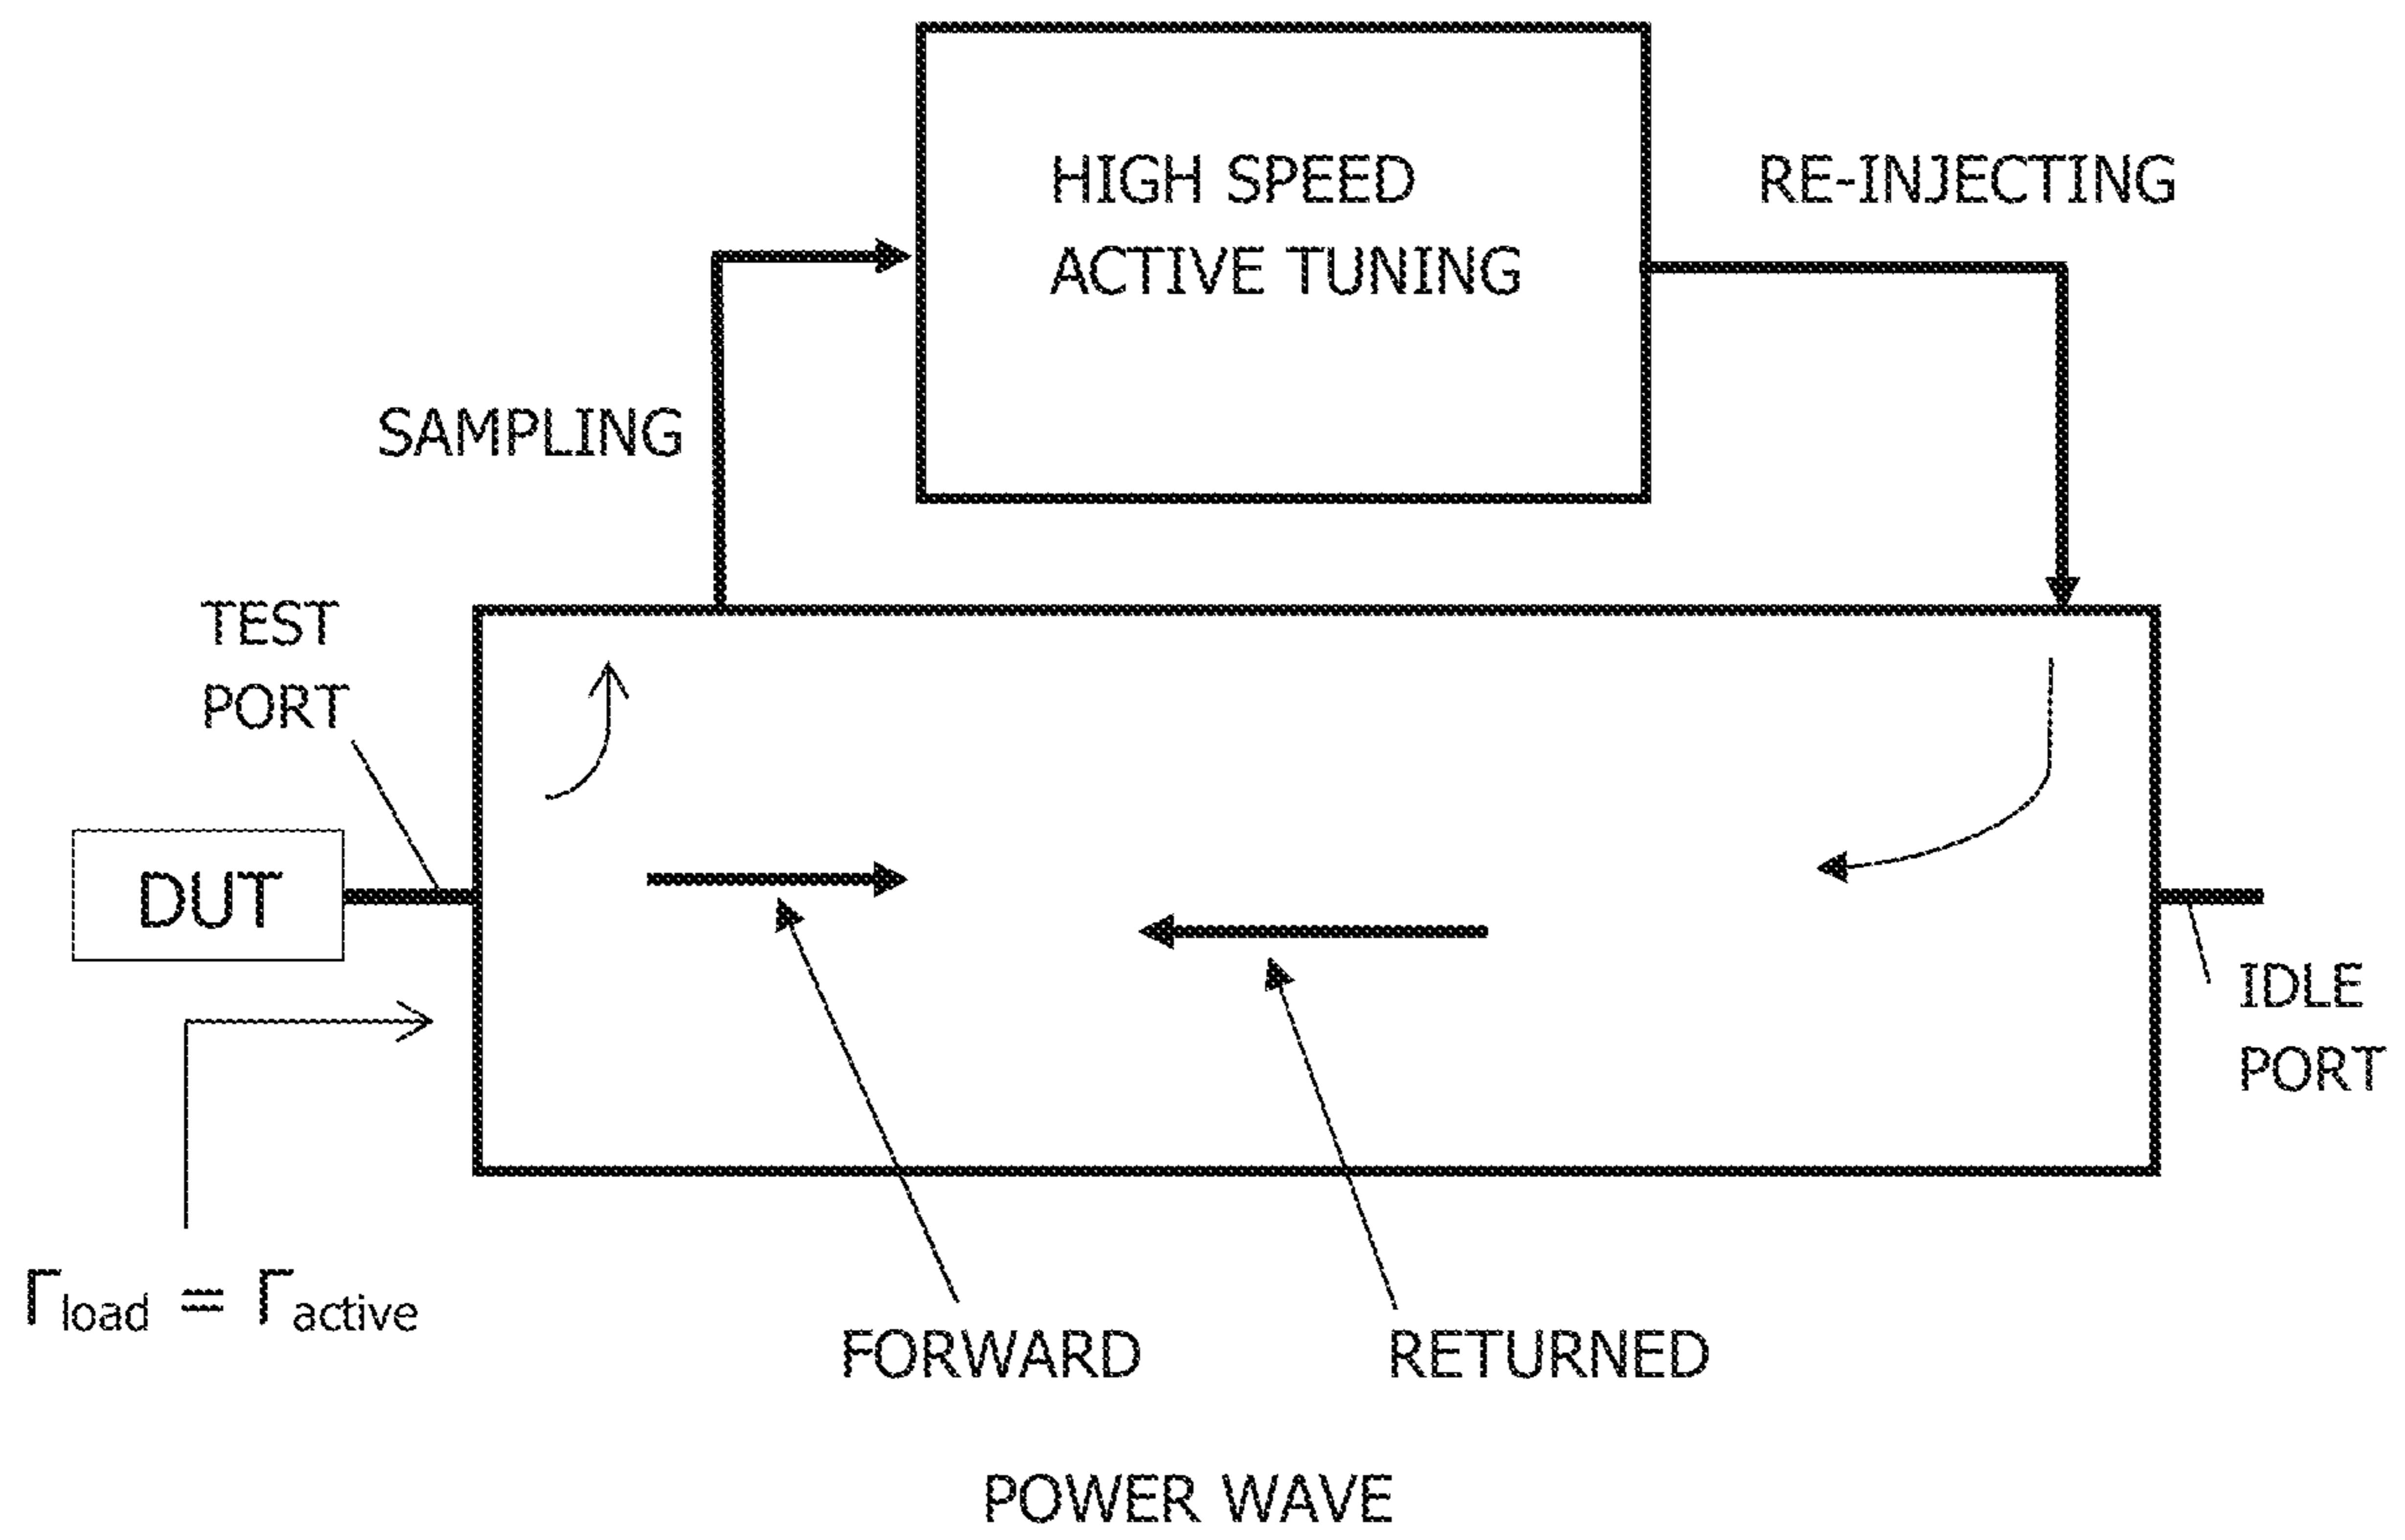 HIGH SPEED
ACTIVE TUNING
RE-INJECTING
SAMPLING
TEST
PORT
DUT
IDLE
PORT
Γload = Γactive
FORWARD
RETURNED
POWER WAVE